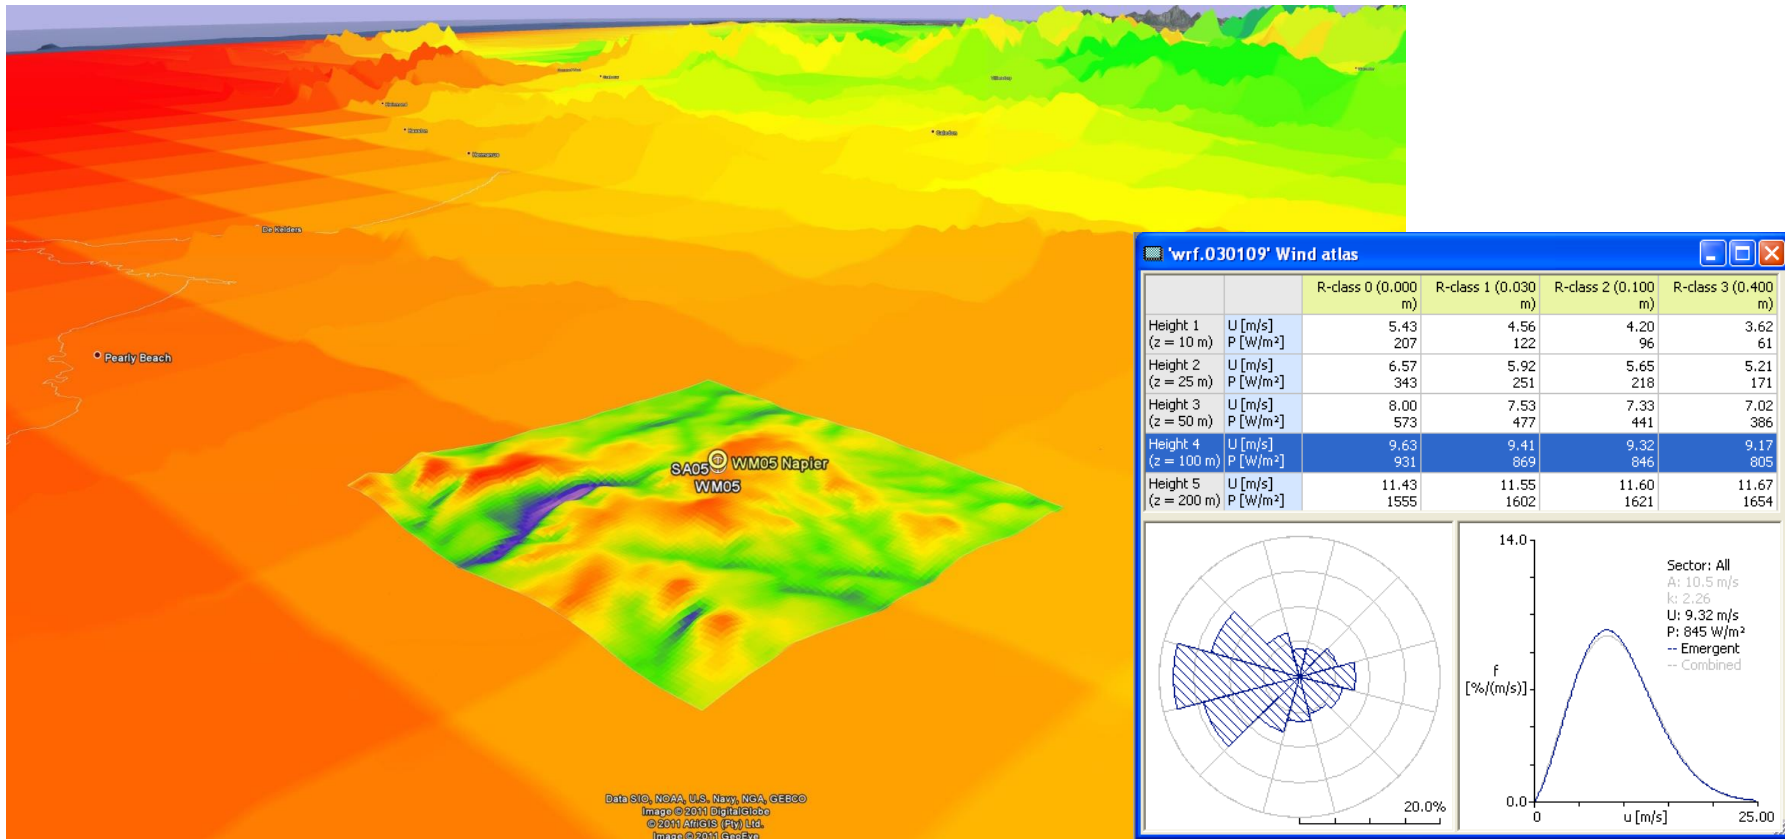 Hermanus
Caledon
De Kelders
Pearly Beach
SA05
WM05 Napier
WM05
Data SIO, NOAA, U.S. Navy, NGA, GEBCO
Image © 2011 DigitalGlobe
© 2011 AfriGIS (Pty) Ltd.
Image © 2011 GeoEye
'wrf.030109' Wind atlas
R-class 0 (0.000 m) R-class 1 (0.030 m) R-class 2 (0.100 m) R-class 3 (0.400 m)
Height 1 U [m/s] 5.43 4.56 4.20 3.62
(z = 10 m) P [W/m²] 207 122 96 61
Height 2 U [m/s] 6.57 5.92 5.65 5.21
(z = 25 m) P [W/m²] 343 251 218 171
Height 3 U [m/s] 8.00 7.53 7.33 7.02
(z = 50 m) P [W/m²] 573 477 441 386
Height 4 U [m/s] 9.63 9.41 9.32 9.17
(z = 100 m) P [W/m²] 931 869 846 805
Height 5 U [m/s] 11.43 11.55 11.60 11.67
(z = 200 m) P [W/m²] 1555 1602 1621 1654
20.0%
14.0
Sector: All
A: 10.5 m/s
k: 2.26
U: 9.32 m/s
P: 845 W/m²
-- Emergent
-- Combined
f
[%/(m/s)]
0.0
0 u [m/s] 25.00